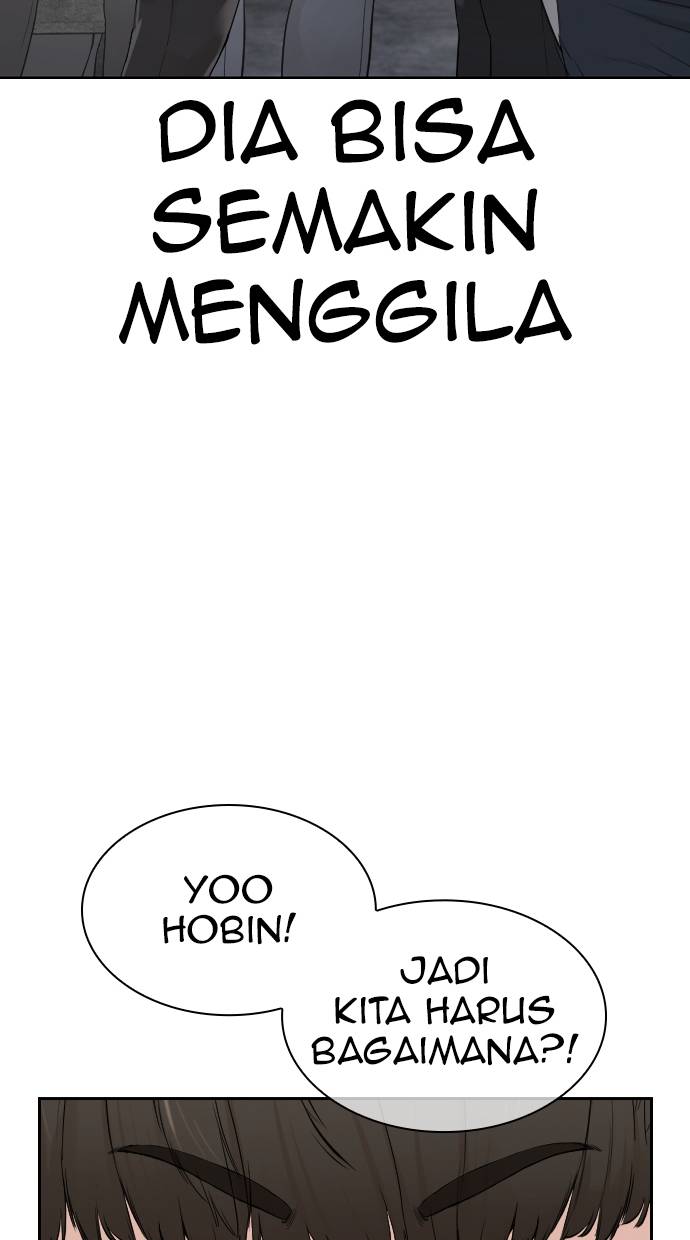 DIA BISA
SEMAKIN
MENGGILA
YOO
HOBIN!
JADI
KITA HARUS
BAGAIMANA?!